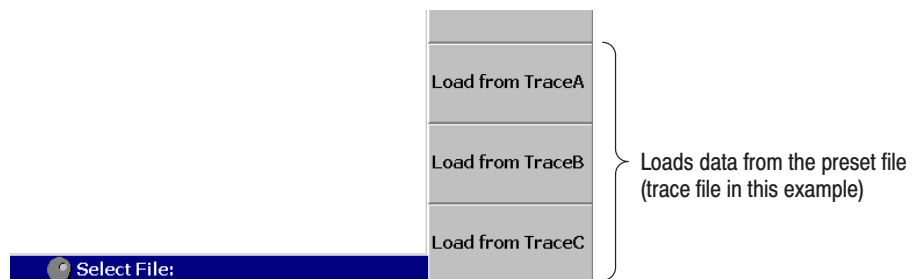 Load from TraceA
Load from TraceB
Loads data from the preset file
(trace file in this example)
Load from TraceC
Select File: